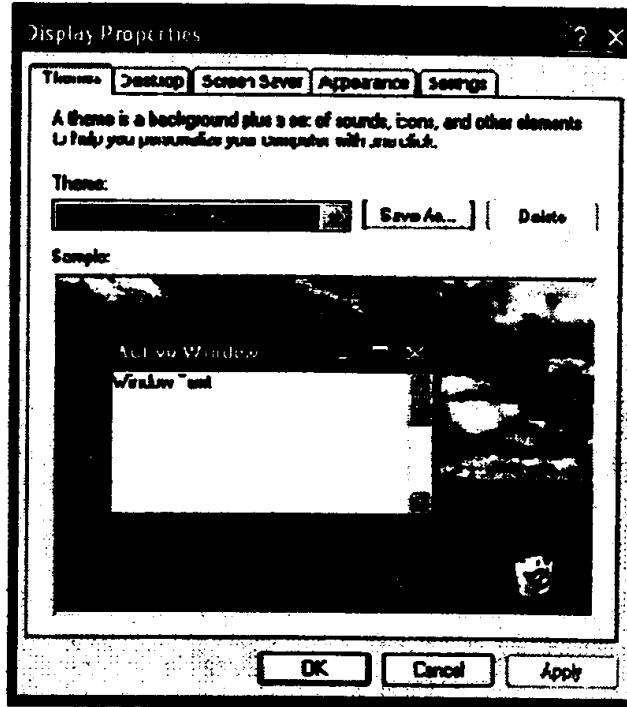 Display Properties
Themes Desktop Screen Saver Appearance Settings
A theme is a background plus a set of sounds, icons, and other elements
to help you personalize your computer with one click.
Theme:
Save As... Delete
Sample:
Active Window
Window Text
OK Cancel Apply